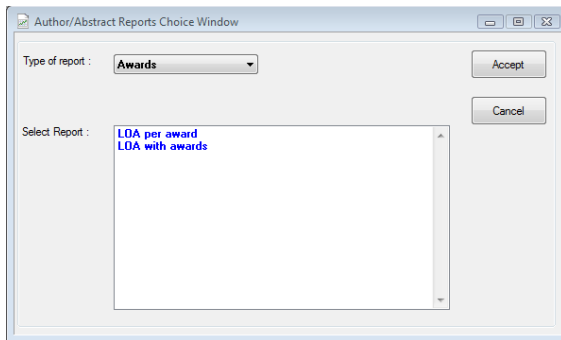 Author/Abstract Reports Choice Window
Type of report :
Awards
Accept
Cancel
Select Report :
LOA per award
LOA with awards